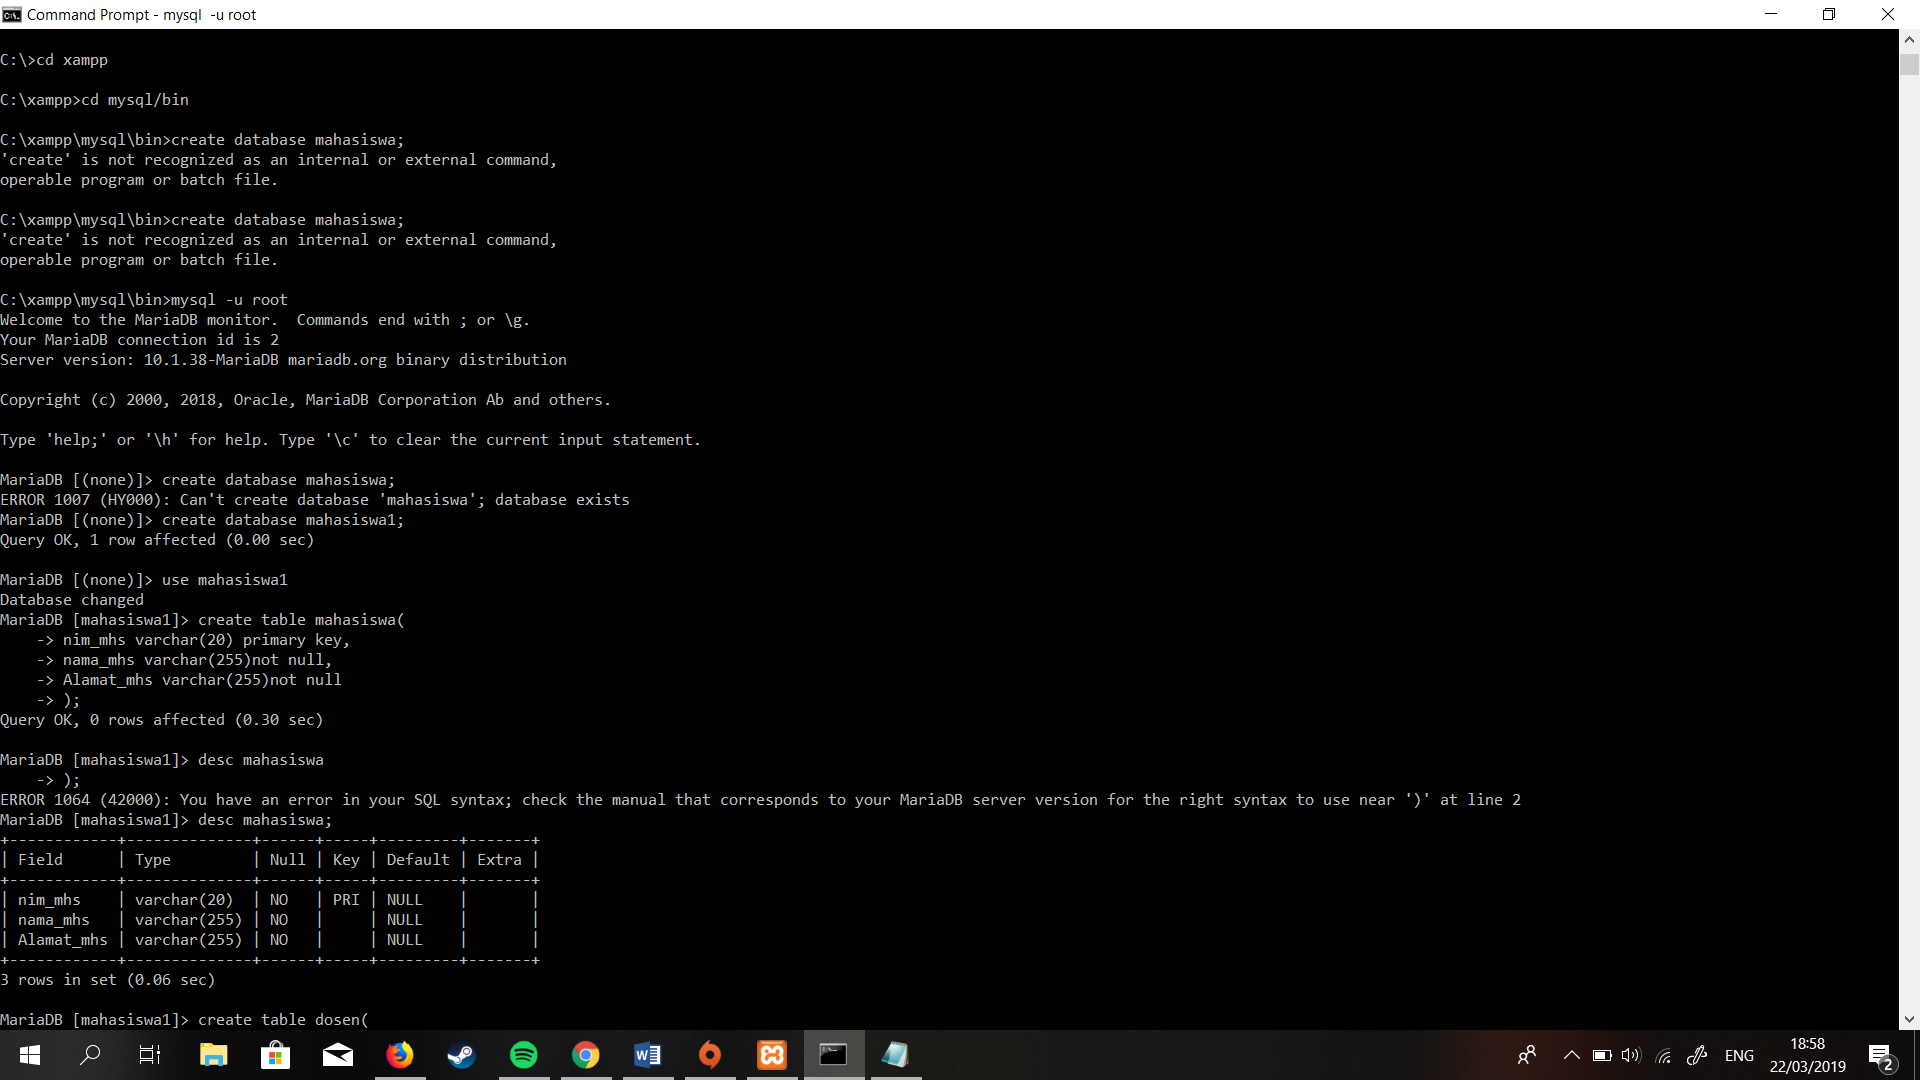 Command Prompt - mysql  -u root
C:\>cd xampp
C:\xampp>cd mysql/bin
C:\xampp\mysql\bin>create database mahasiswa;
'create' is not recognized as an internal or external command,
operable program or batch file.
C:\xampp\mysql\bin>create database mahasiswa;
'create' is not recognized as an internal or external command,
operable program or batch file.
C:\xampp\mysql\bin>mysql -u root
Welcome to the MariaDB monitor.  Commands end with ; or \g.
Your MariaDB connection id is 2
Server version: 10.1.38-MariaDB mariadb.org binary distribution
Copyright (c) 2000, 2018, Oracle, MariaDB Corporation Ab and others.
Type 'help;' or '\h' for help. Type '\c' to clear the current input statement.
MariaDB [(none)]> create database mahasiswa;
ERROR 1007 (HY000): Can't create database 'mahasiswa'; database exists
MariaDB [(none)]> create database mahasiswa1;
Query OK, 1 row affected (0.00 sec)
MariaDB [(none)]> use mahasiswa1
Database changed
MariaDB [mahasiswa1]> create table mahasiswa(
    -> nim_mhs varchar(20) primary key,
    -> nama_mhs varchar(255)not null,
    -> Alamat_mhs varchar(255)not null
    -> );
Query OK, 0 rows affected (0.30 sec)
MariaDB [mahasiswa1]> desc mahasiswa
    -> );
ERROR 1064 (42000): You have an error in your SQL syntax; check the manual that corresponds to your MariaDB server version for the right syntax to use near ')' at line 2
MariaDB [mahasiswa1]> desc mahasiswa;
+------------+--------------+------+-----+---------+-------+
| Field      | Type         | Null | Key | Default | Extra |
+------------+--------------+------+-----+---------+-------+
| nim_mhs    | varchar(20)  | NO   | PRI | NULL    |       |
| nama_mhs   | varchar(255) | NO   |     | NULL    |       |
| Alamat_mhs | varchar(255) | NO   |     | NULL    |       |
+------------+--------------+------+-----+---------+-------+
3 rows in set (0.06 sec)
MariaDB [mahasiswa1]> create table dosen(
ENG
18:58
22/03/2019
2